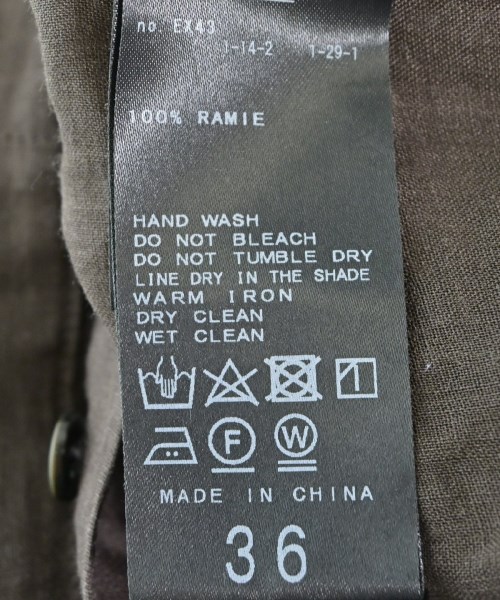 no. EX43
1-14-2 1-29-1
100% RAMIE
HAND WASH
DO NOT BLEACH
DO NOT TUMBLE DRY
LINE DRY IN THE SHADE
WARM IRON
DRY CLEAN
WET CLEAN
F W
MADE IN CHINA
36